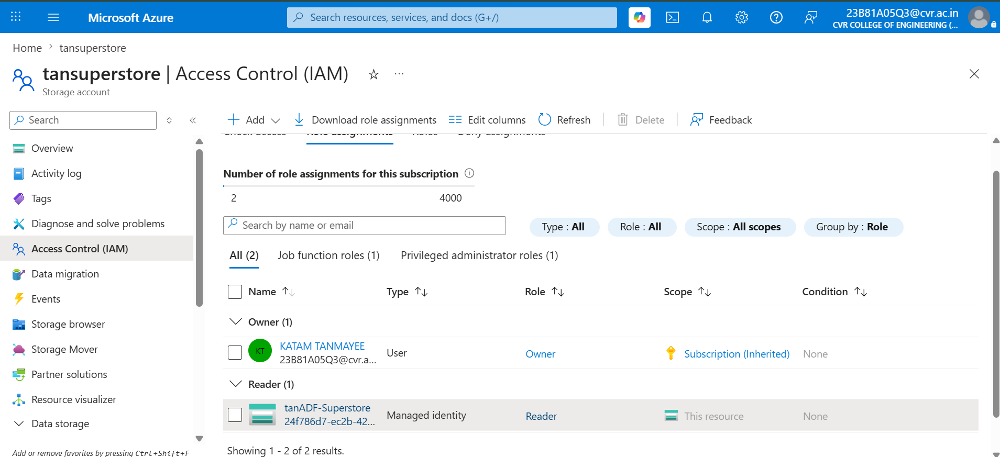 Microsoft Azure
Search resources, services, and docs (G+/)
23B81A05Q3@cvr.ac.in
CVR COLLEGE OF ENGINEERING (...
Home > tansuperstore
tansuperstore | Access Control (IAM)
Storage account
Search
Add
Download role assignments
Edit columns
Refresh
Delete
Feedback
Check access
Role assignments
Roles
Deny assignments
Overview
Activity log
Tags
Diagnose and solve problems
Access Control (IAM)
Data migration
Events
Storage browser
Storage Mover
Partner solutions
Resource visualizer
Data storage
Add or remove favorites by pressing Ctrl+Shift+F
Number of role assignments for this subscription
2 4000
Search by name or email
Type : All
Role : All
Scope : All scopes
Group by : Role
All (2)
Job function roles (1)
Privileged administrator roles (1)
Name Type Role Scope Condition
Owner (1)
KT
KATAM TANMAYEE
23B81A05Q3@cvr.a...
User
Owner
Subscription (Inherited)
None
Reader (1)
tanADF-Superstore
24f786d7-ec2b-42...
Managed identity
Reader
This resource
None
Showing 1 - 2 of 2 results.